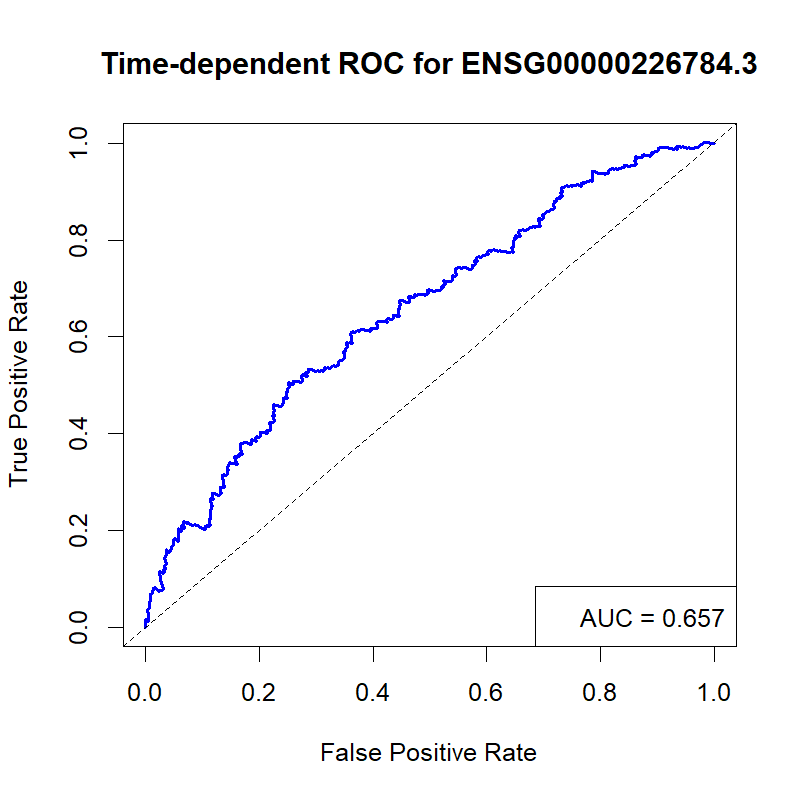 Time-dependent ROC for ENSG00000226784.3
True Positive Rate
1.0
0.8
0.6
0.4
0.2
0.0
AUC = 0.657
0.0 0.2 0.4 0.6 0.8 1.0
False Positive Rate